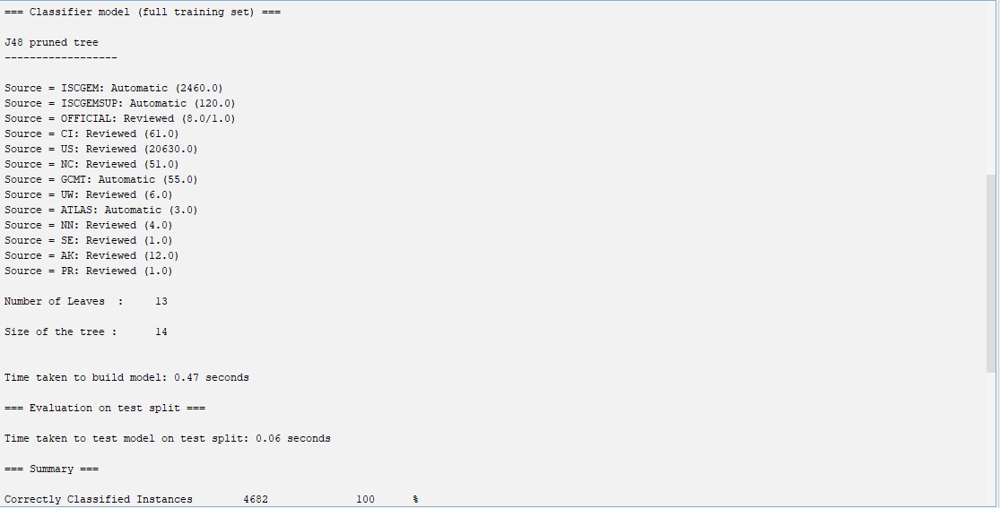 === Classifier model (full training set) ===
J48 pruned tree
------------------
Source = ISCGEM: Automatic (2460.0)
Source = ISCGEMSUP: Automatic (120.0)
Source = OFFICIAL: Reviewed (8.0/1.0)
Source = CI: Reviewed (61.0)
Source = US: Reviewed (20630.0)
Source = NC: Reviewed (51.0)
Source = GCMT: Automatic (55.0)
Source = UW: Reviewed (6.0)
Source = ATLAS: Automatic (3.0)
Source = NN: Reviewed (4.0)
Source = SE: Reviewed (1.0)
Source = AK: Reviewed (12.0)
Source = PR: Reviewed (1.0)
Number of Leaves  :     13
Size of the tree :      14
Time taken to build model: 0.47 seconds
=== Evaluation on test split ===
Time taken to test model on test split: 0.06 seconds
=== Summary ===
Correctly Classified Instances        4682              100      %